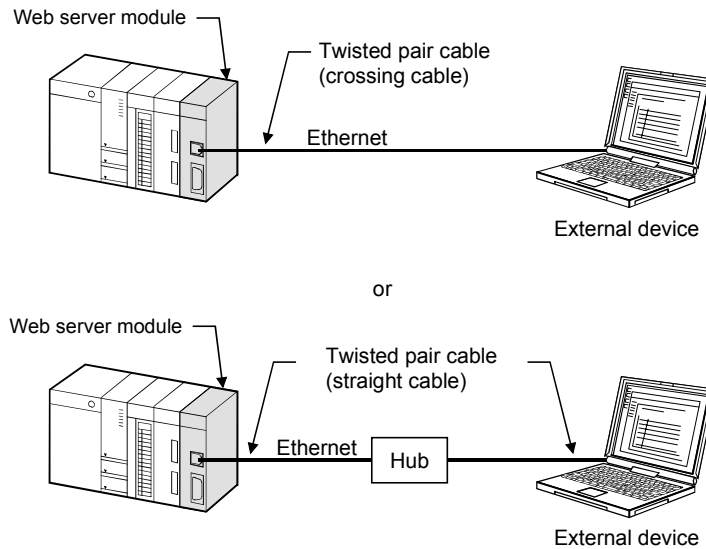 Web server module
Twisted pair cable
(crossing cable)
Ethernet
External device
or
Web server module
Twisted pair cable
(straight cable)
Ethernet
Hub
External device